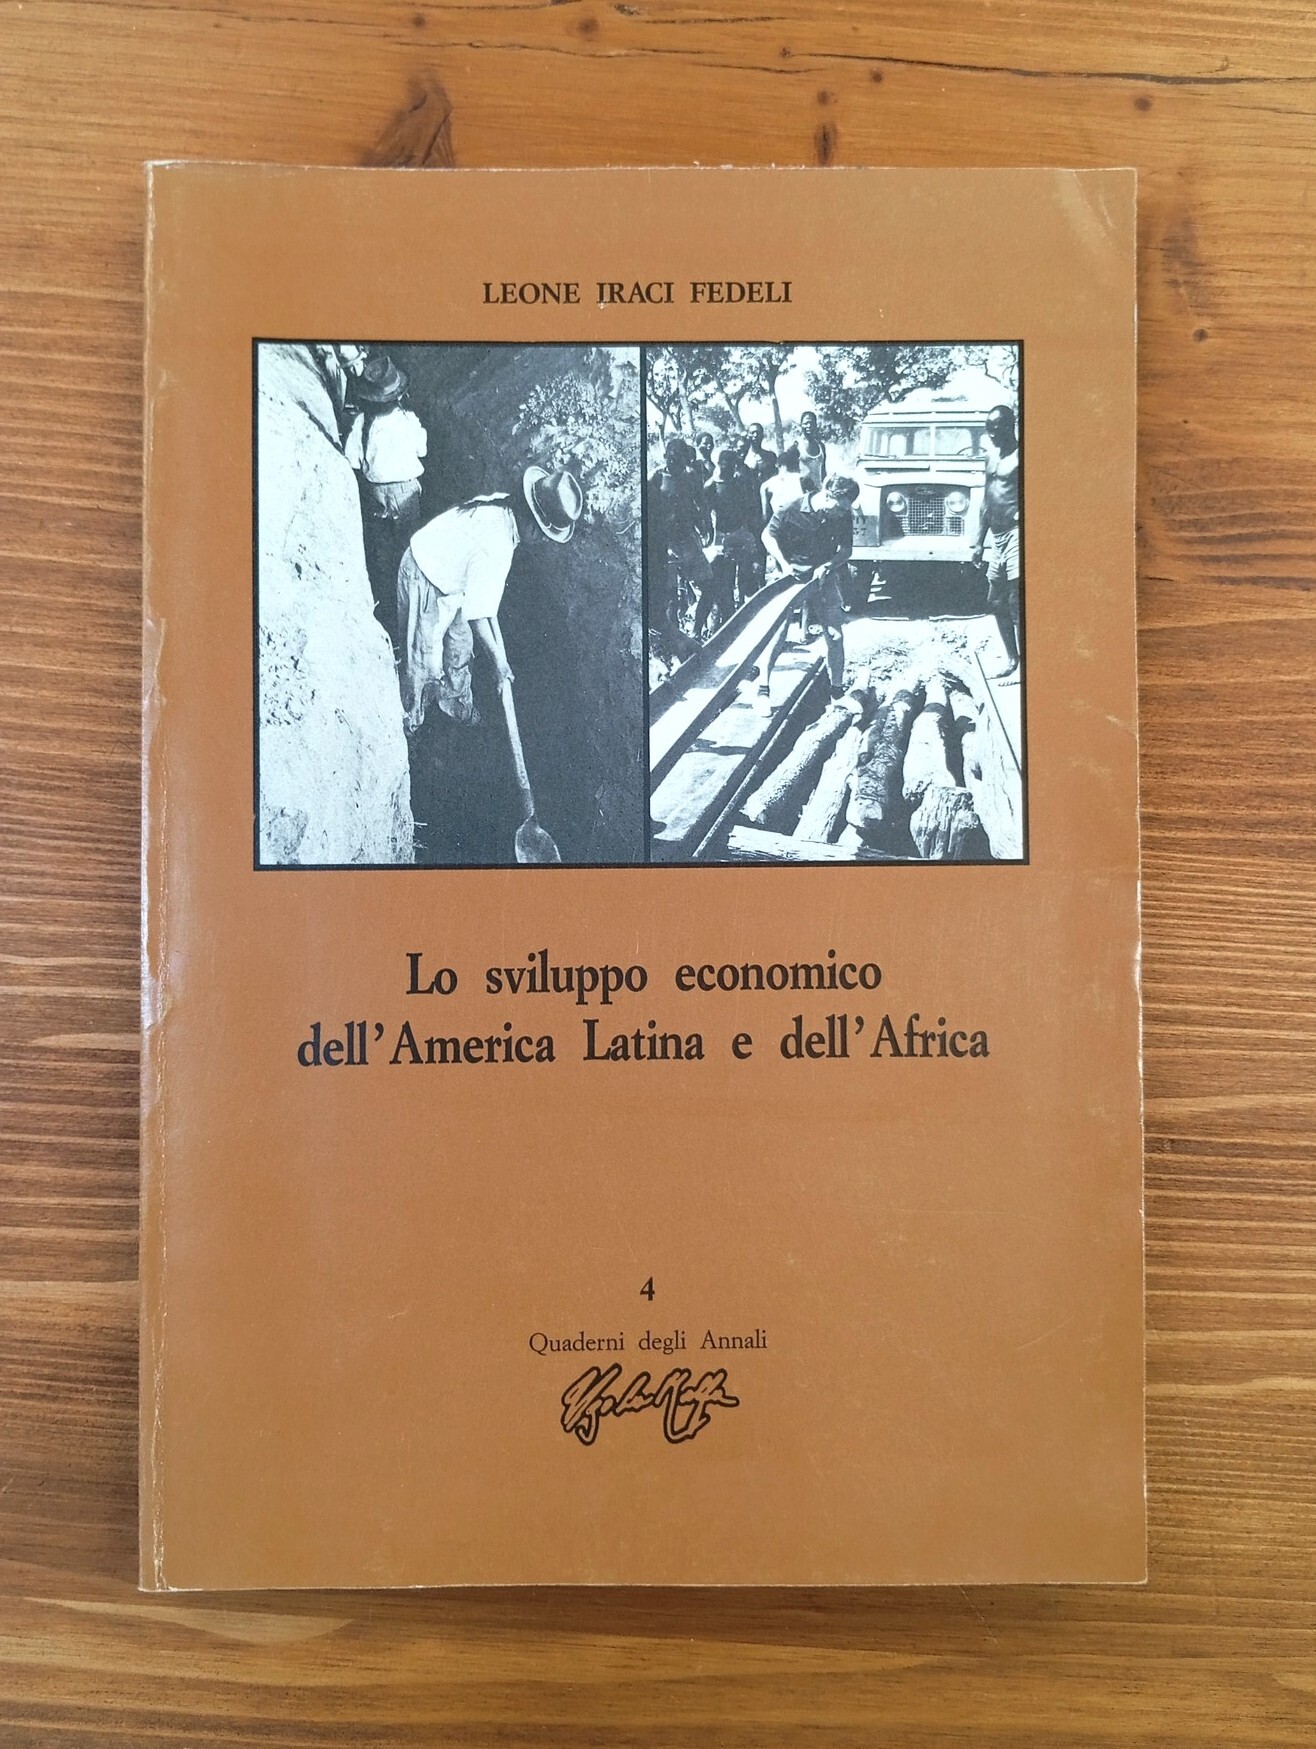 LEONE IRACI FEDELI
Lo sviluppo economico
dell'America Latina e dell'Africa
4
Quaderni degli Annali